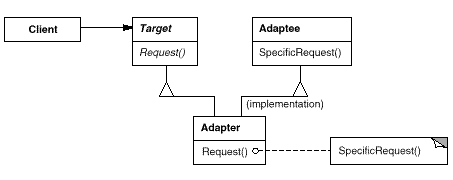 Client
Target
Request()
Adaptee
SpecificRequest()
(implementation)
Adapter
Request()
SpecificRequest()